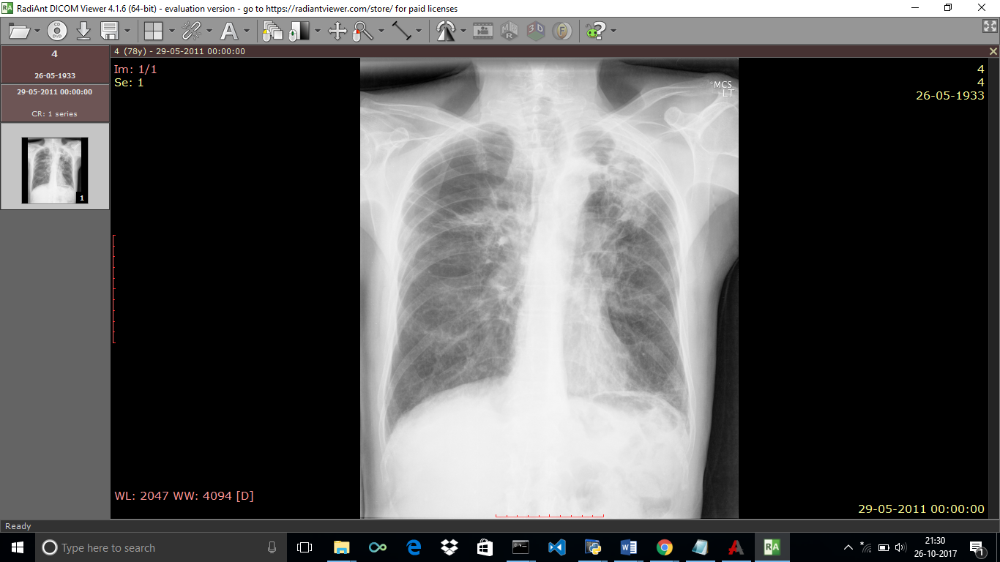 RadiAnt DICOM Viewer 4.1.6 (64-bit) - evaluation version - go to https://radiantviewer.com/store/ for paid licenses
4
26-05-1933
29-05-2011 00:00:00
CR: 1 series
1
4 (78y) - 29-05-2011 00:00:00
Im: 1/1
Se: 1
4
4
26-05-1933
MCS
LT
WL: 2047 WW: 4094 [D]
29-05-2011 00:00:00
Ready
Type here to search
RA
21:30
26-10-2017
1